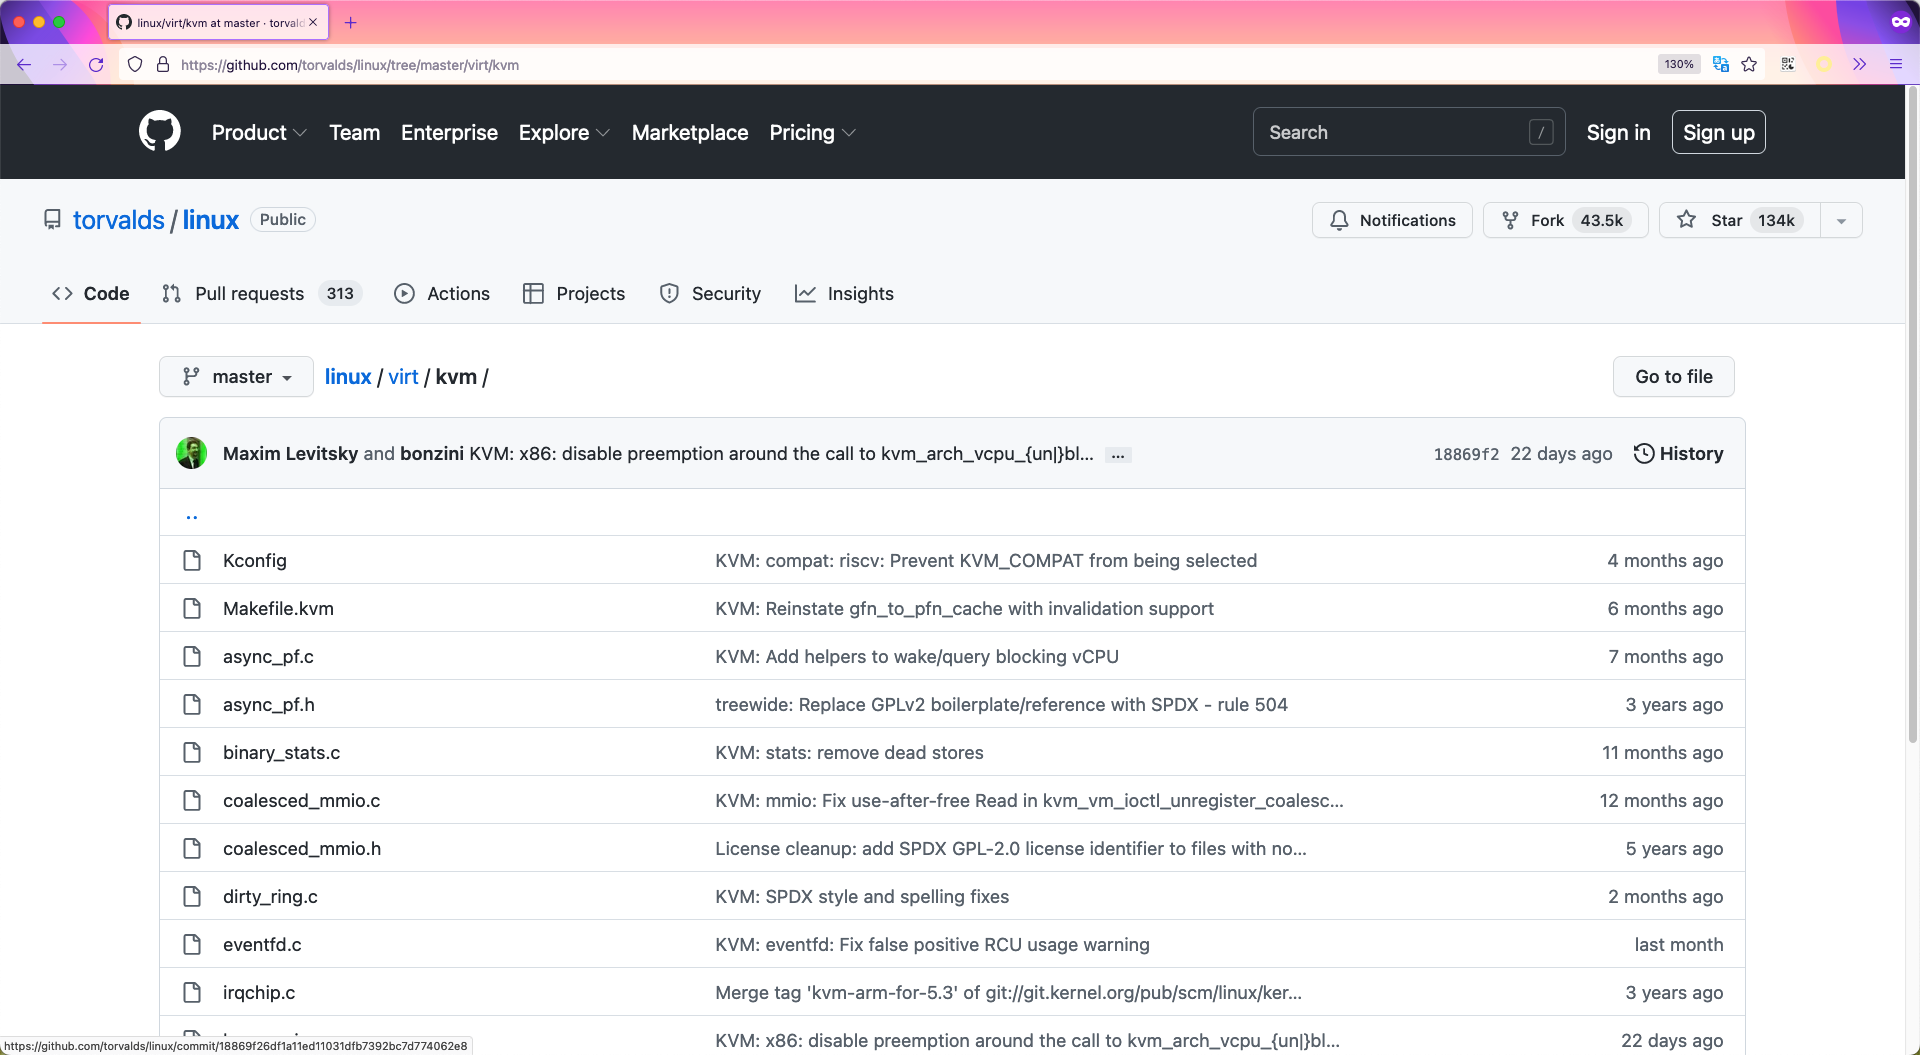 linux/virt/kvm at master · torvald
https://github.com/torvalds/linux/tree/master/virt/kvm
130%
Product Team Enterprise Explore Marketplace Pricing
Search /
Sign in
Sign up
torvalds / linux Public
Notifications
Fork 43.5k
Star 134k
Code
Pull requests 313
Actions
Projects
Security
Insights
master
linux / virt / kvm /
Go to file
Maxim Levitsky and bonzini KVM: x86: disable preemption around the call to kvm_arch_vcpu_{un|}bl... ...
18869f2 22 days ago History
..
Kconfig KVM: compat: riscv: Prevent KVM_COMPAT from being selected 4 months ago
Makefile.kvm KVM: Reinstate gfn_to_pfn_cache with invalidation support 6 months ago
async_pf.c KVM: Add helpers to wake/query blocking vCPU 7 months ago
async_pf.h treewide: Replace GPLv2 boilerplate/reference with SPDX - rule 504 3 years ago
binary_stats.c KVM: stats: remove dead stores 11 months ago
coalesced_mmio.c KVM: mmio: Fix use-after-free Read in kvm_vm_ioctl_unregister_coalesc... 12 months ago
coalesced_mmio.h License cleanup: add SPDX GPL-2.0 license identifier to files with no... 5 years ago
dirty_ring.c KVM: SPDX style and spelling fixes 2 months ago
eventfd.c KVM: eventfd: Fix false positive RCU usage warning last month
irqchip.c Merge tag 'kvm-arm-for-5.3' of git://git.kernel.org/pub/scm/linux/ker... 3 years ago
KVM: x86: disable preemption around the call to kvm_arch_vcpu_{un|}bl... 22 days ago
https://github.com/torvalds/linux/commit/18869f26df1a11ed11031dfb7392bc7d774062e8